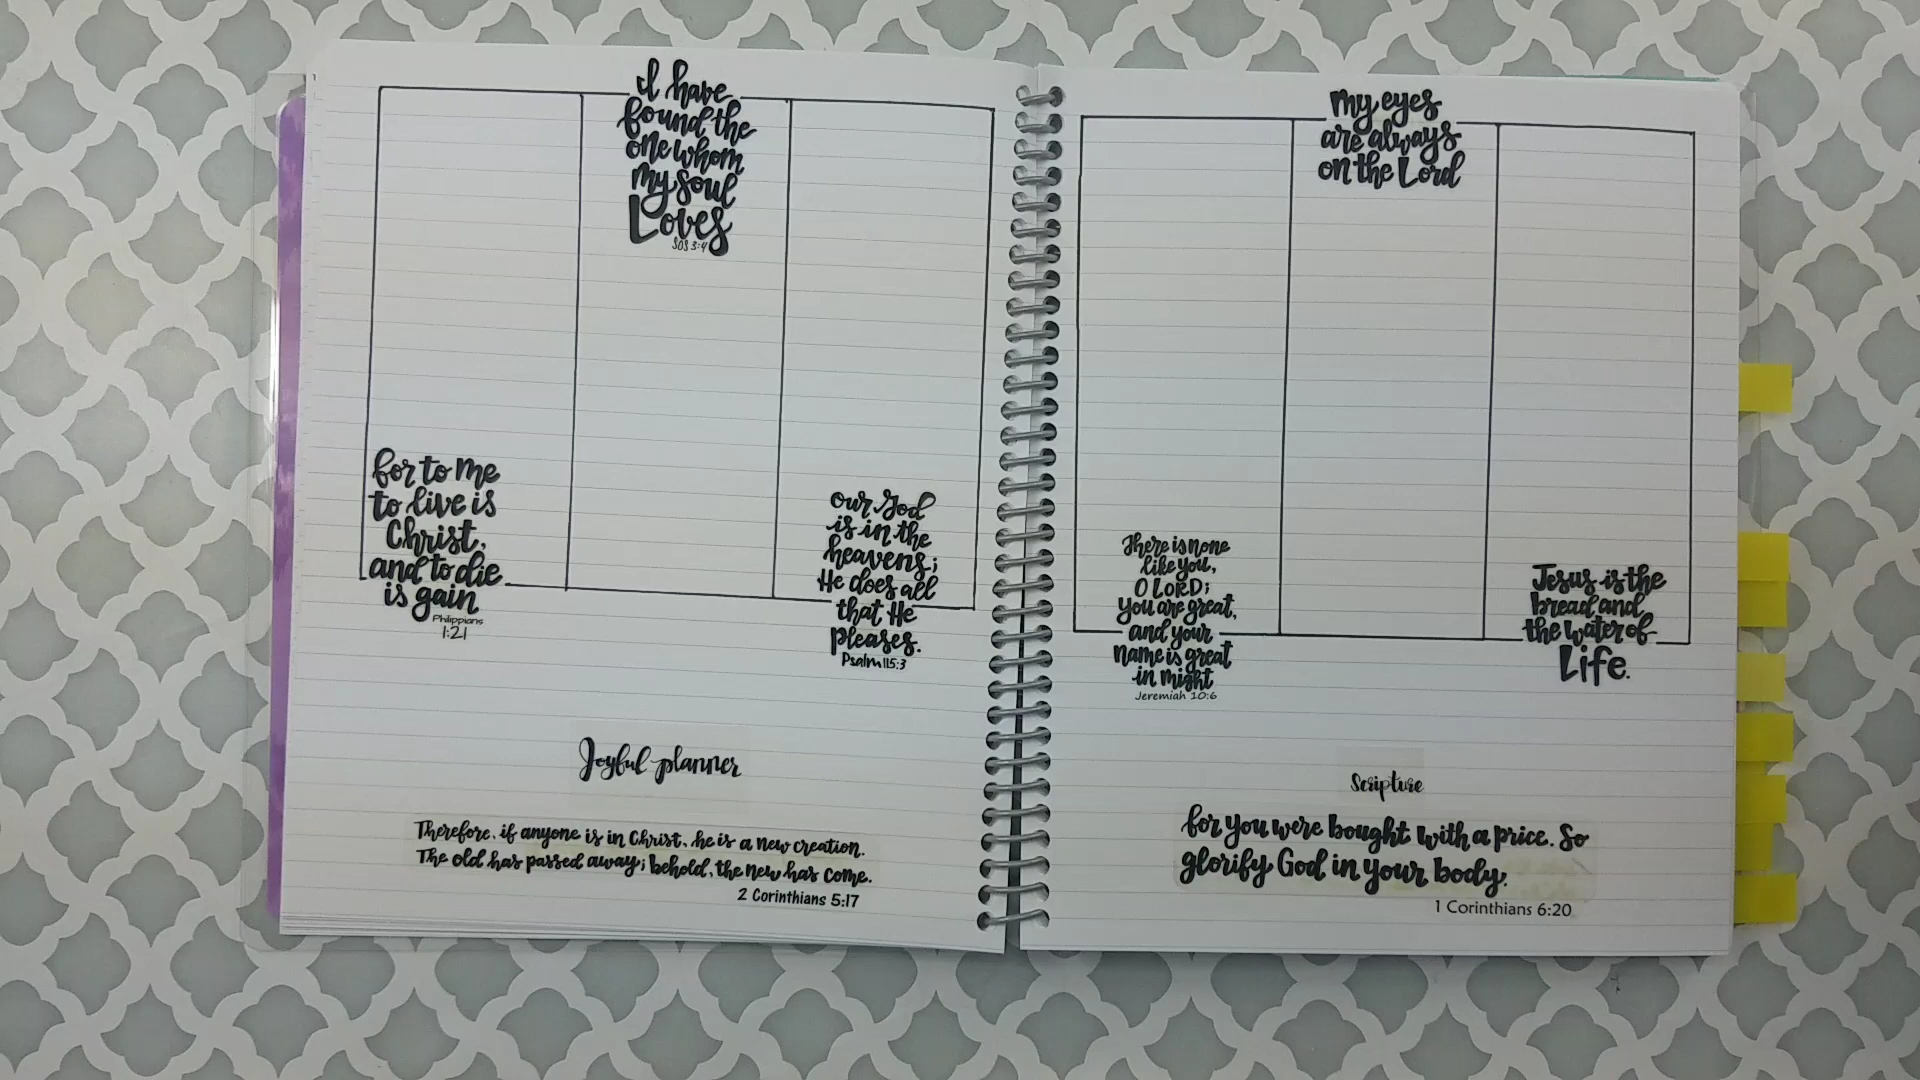 I have
found the
one whom
my soul
Loves
SOS 3:4
for to me
to live is
Christ,
and to die
is gain
Philippians
1:21
our God
is in the
heavens;
He does all
that He
pleases.
Psalm 115:3
Joyful planner
Therefore, if anyone is in Christ, he is a new creation.
The old has passed away; behold, the new has come.
2 Corinthians 5:17
my eyes
are always
on the Lord
There is none
like you,
O LORD;
you are great,
and your
name is great
in might
Jeremiah 10:6
Jesus is the
bread and
the water of
Life.
Scripture
for you were bought with a price. So
glorify God in your body.
1 Corinthians 6:20